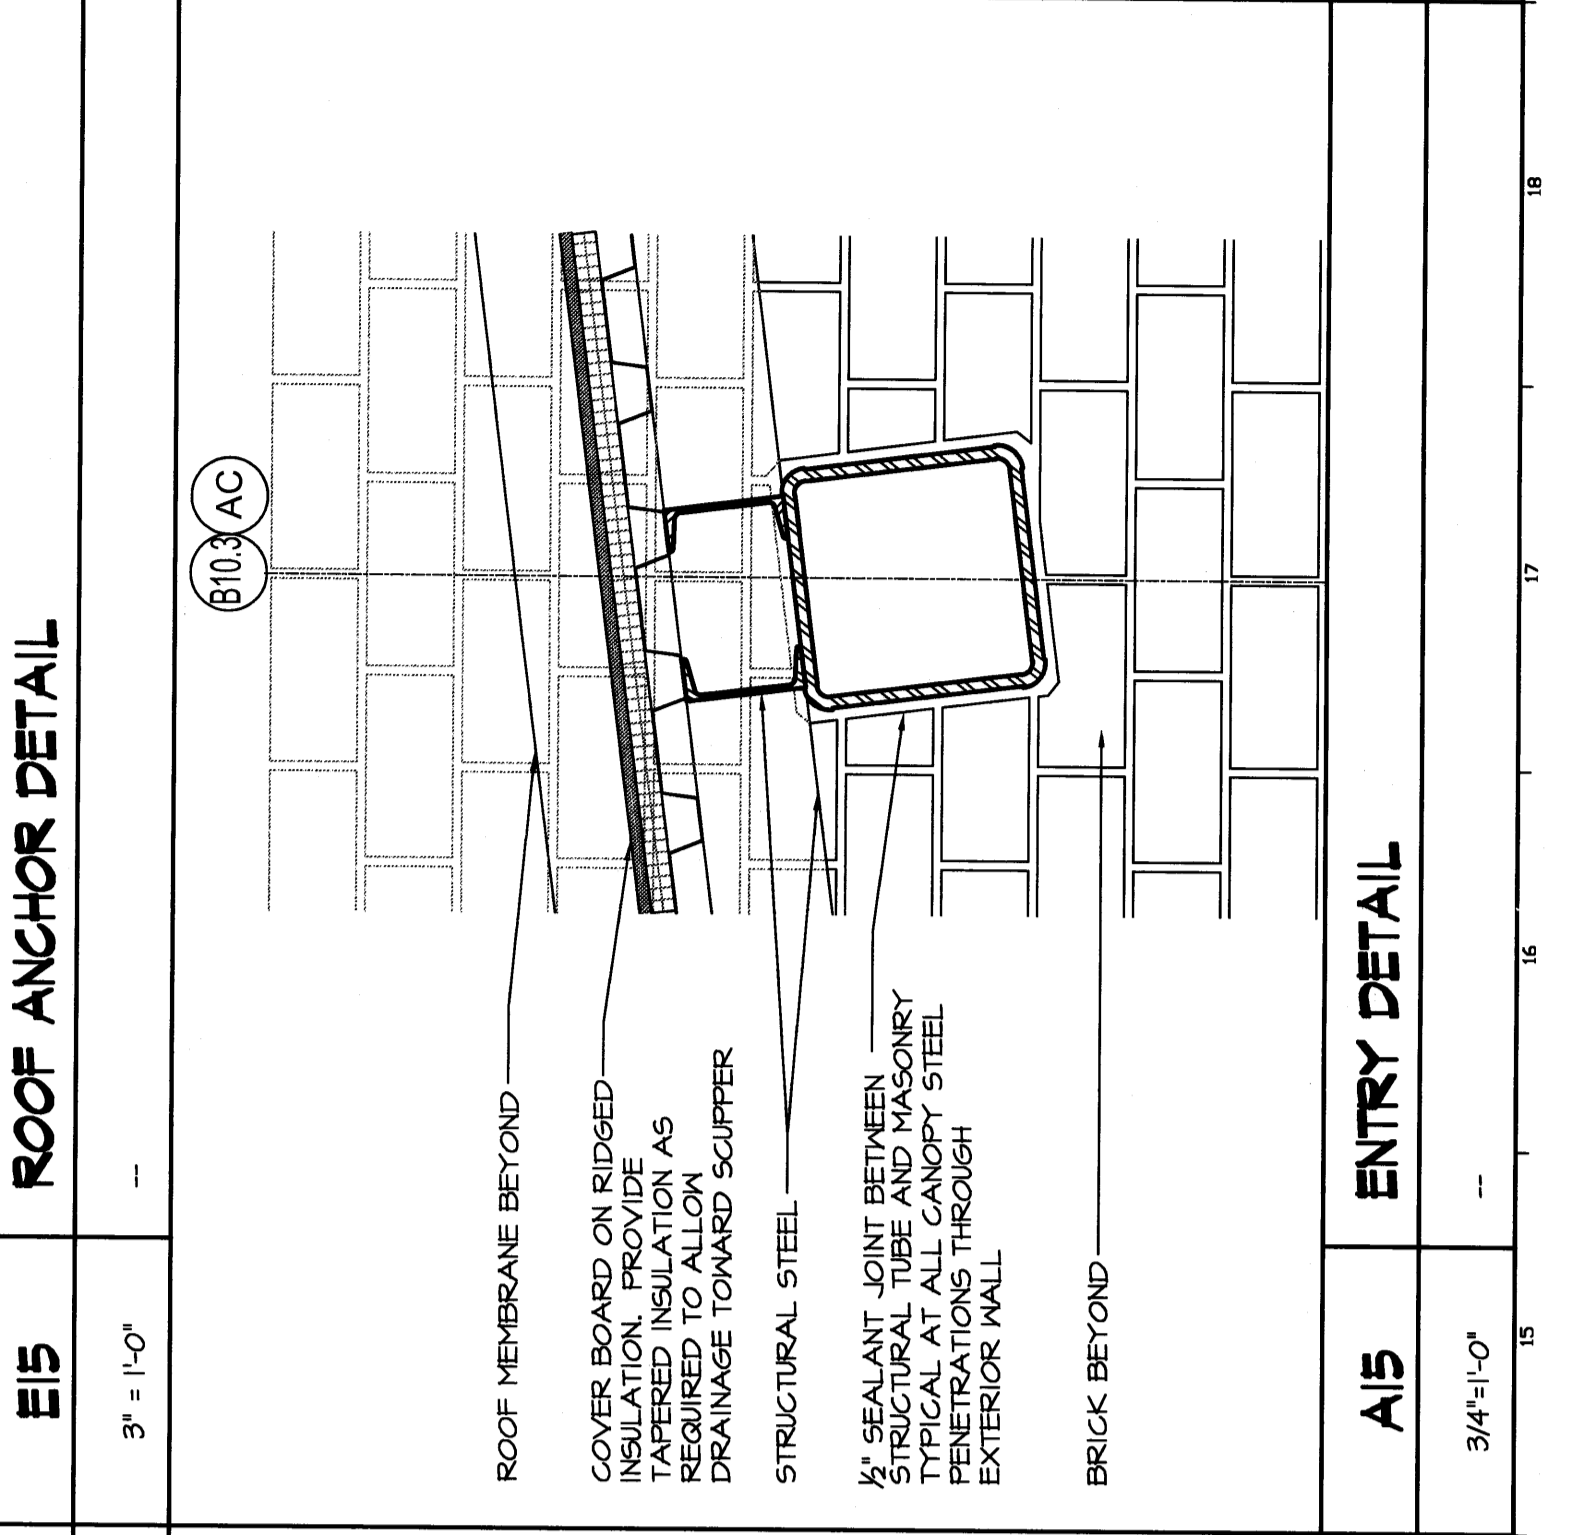 E15
ROOF ANCHOR DETAIL
3" = 1'-0"
--
B10.3
AC
ROOF MEMBRANE BEYOND
COVER BOARD ON RIDGED
INSULATION. PROVIDE
TAPERED INSULATION AS
REQUIRED TO ALLOW
DRAINAGE TOWARD SCUPPER
STRUCTURAL STEEL
½" SEALANT JOINT BETWEEN
STRUCTURAL TUBE AND MASONRY
TYPICAL AT ALL CANOPY STEEL
PENETRATIONS THROUGH
EXTERIOR WALL
BRICK BEYOND
A15
ENTRY DETAIL
3/4"=1'-0"
--
15
16
17
18